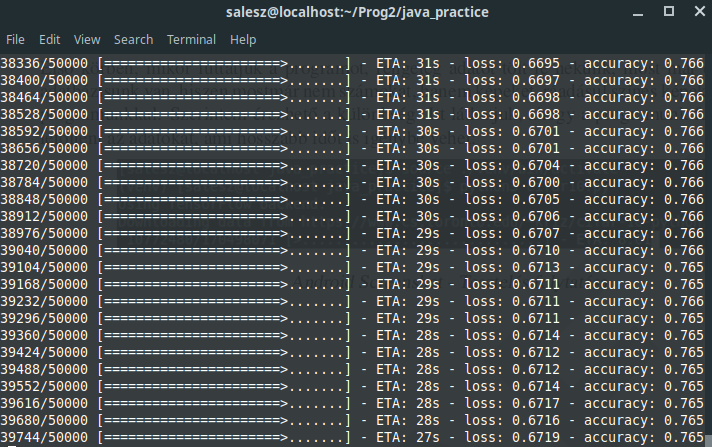 salesz@localhost:~/Prog2/java_practice
File Edit View Search Terminal Help
38336/50000 [======================>.......] - ETA: 31s - loss: 0.6695 - accuracy: 0.766
38400/50000 [======================>.......] - ETA: 31s - loss: 0.6697 - accuracy: 0.766
38464/50000 [======================>.......] - ETA: 31s - loss: 0.6698 - accuracy: 0.766
38528/50000 [======================>.......] - ETA: 31s - loss: 0.6698 - accuracy: 0.766
38592/50000 [======================>.......] - ETA: 30s - loss: 0.6701 - accuracy: 0.766
38656/50000 [======================>.......] - ETA: 30s - loss: 0.6701 - accuracy: 0.766
38720/50000 [======================>.......] - ETA: 30s - loss: 0.6704 - accuracy: 0.766
38784/50000 [======================>.......] - ETA: 30s - loss: 0.6700 - accuracy: 0.766
38848/50000 [======================>.......] - ETA: 30s - loss: 0.6705 - accuracy: 0.766
38912/50000 [======================>.......] - ETA: 30s - loss: 0.6706 - accuracy: 0.766
38976/50000 [======================>.......] - ETA: 29s - loss: 0.6707 - accuracy: 0.766
39040/50000 [======================>.......] - ETA: 29s - loss: 0.6710 - accuracy: 0.766
39104/50000 [======================>.......] - ETA: 29s - loss: 0.6713 - accuracy: 0.765
39168/50000 [======================>.......] - ETA: 29s - loss: 0.6711 - accuracy: 0.765
39232/50000 [======================>.......] - ETA: 29s - loss: 0.6711 - accuracy: 0.766
39296/50000 [======================>.......] - ETA: 29s - loss: 0.6711 - accuracy: 0.765
39360/50000 [======================>.......] - ETA: 28s - loss: 0.6714 - accuracy: 0.765
39424/50000 [======================>.......] - ETA: 28s - loss: 0.6712 - accuracy: 0.765
39488/50000 [======================>.......] - ETA: 28s - loss: 0.6712 - accuracy: 0.765
39552/50000 [======================>.......] - ETA: 28s - loss: 0.6714 - accuracy: 0.765
39616/50000 [======================>.......] - ETA: 28s - loss: 0.6717 - accuracy: 0.765
39680/50000 [======================>.......] - ETA: 28s - loss: 0.6716 - accuracy: 0.765
39744/50000 [======================>.......] - ETA: 27s - loss: 0.6719 - accuracy: 0.765